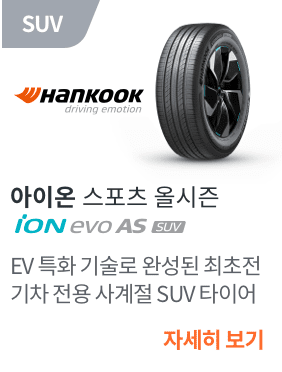 SUV
HANKOOK
driving emotion
아이온 스포츠 올시즌
iON evo AS SUV
EV 특화 기술로 완성된 최초전
기차 전용 사계절 SUV 타이어
자세히 보기